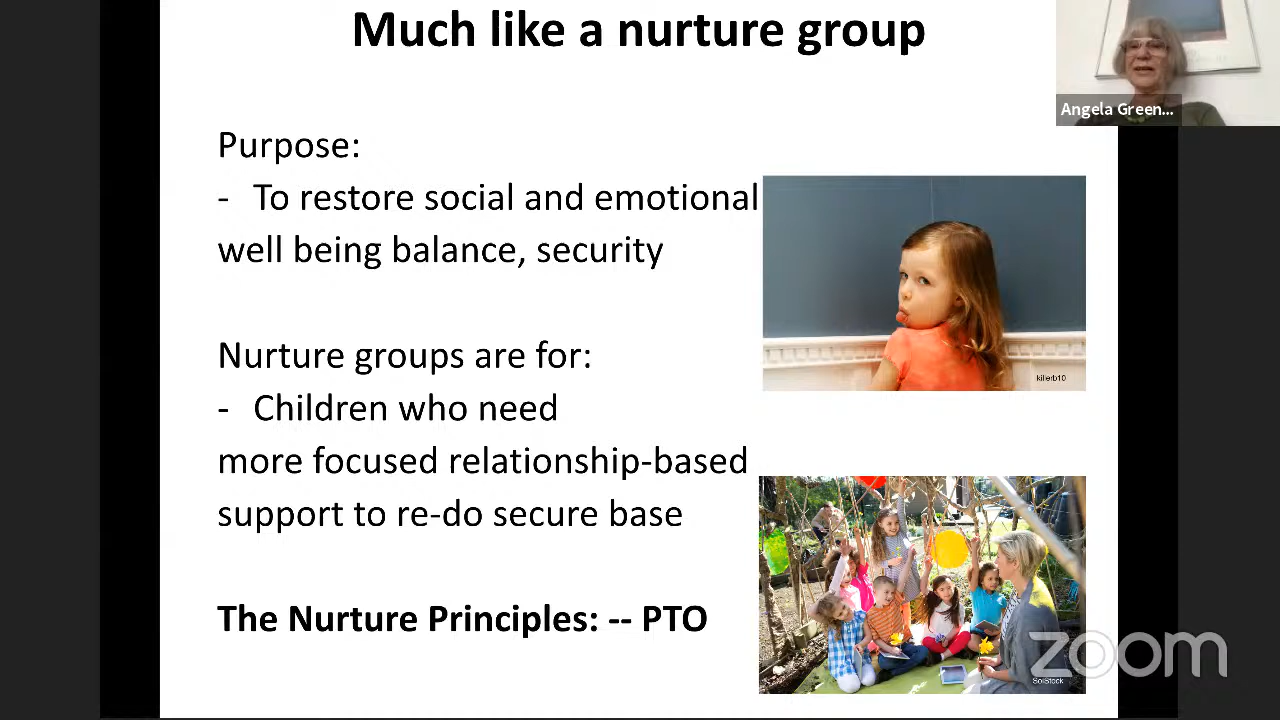 Much like a nurture group
Angela Green...
Purpose:
- To restore social and emotional
well being balance, security
killerb10
Nurture groups are for:
- Children who need
more focused relationship-based
support to re-do secure base
The Nurture Principles: -- PTO
zoom
SolStock